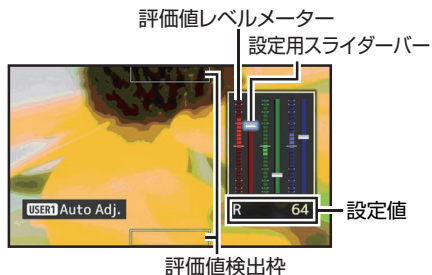 評価値レベルメーター
設定用スライダーバー
USER1 Auto Adj.
R 64
設定値
評価値検出枠